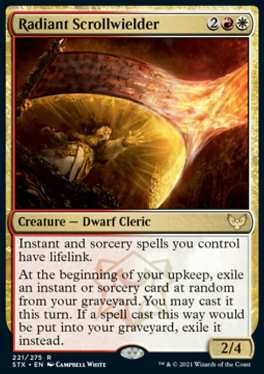 Radiant Scrollwielder 2
Creature — Dwarf Cleric
Instant and sorcery spells you control
have lifelink.
At the beginning of your upkeep, exile
an instant or sorcery card at random
from your graveyard. You may cast it
this turn. If a spell cast this way would
be put into your graveyard, exile it
instead.
221/275 R
STX • EN CAMPBELL WHITE
2/4
™ & © 2021 Wizards of the Coast